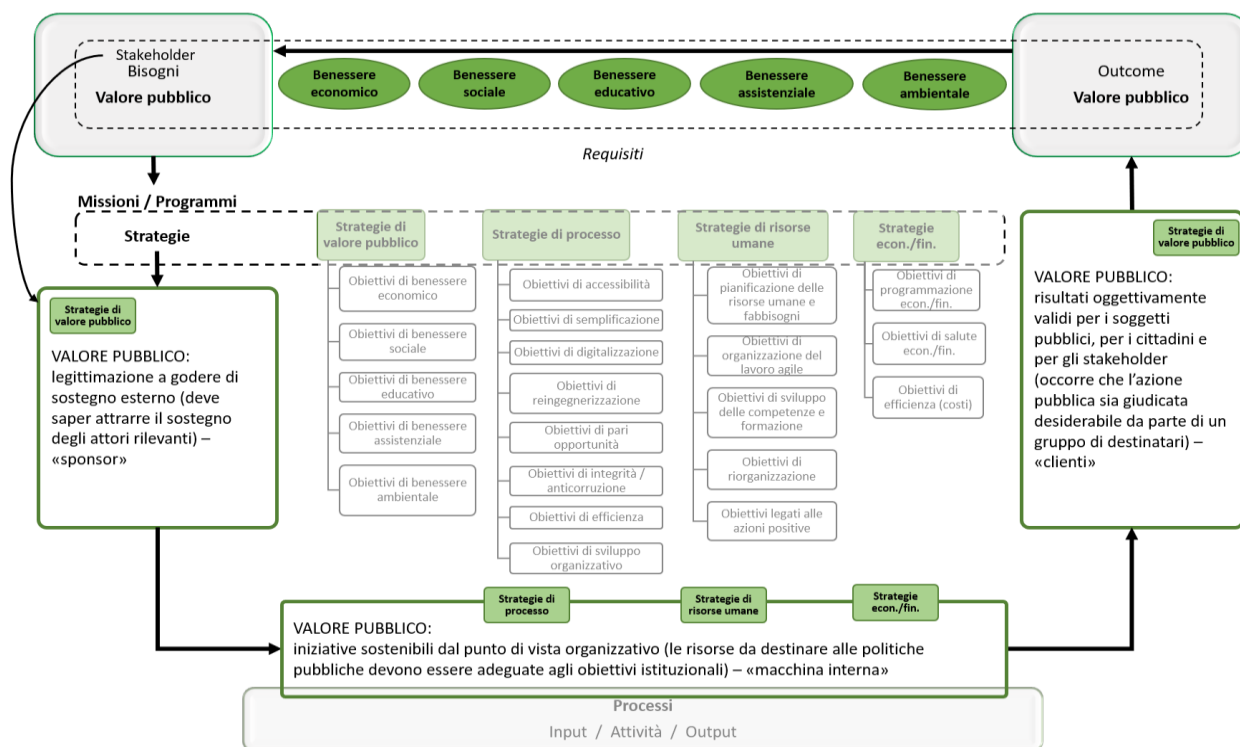 Stakeholder
Bisogni
Valore pubblico
Benessere
economico
Benessere
sociale
Benessere
educativo
Benessere
assistenziale
Benessere
ambientale
Outcome
Valore pubblico
Requisiti
Missioni / Programmi
Strategie
Strategie di
valore pubblico
Obiettivi di benessere
economico
Obiettivi di benessere
sociale
Obiettivi di benessere
educativo
Obiettivi di benessere
assistenziale
Obiettivi di benessere
ambientale
Strategie di processo
Obiettivi di accessibilità
Obiettivi di semplificazione
Obiettivi di digitalizzazione
Obiettivi di
reingegnerizzazione
Obiettivi di pari
opportunità
Obiettivi di integrità /
anticorruzione
Obiettivi di efficienza
Obiettivi di sviluppo
organizzativo
Strategie di risorse
umane
Obiettivi di
pianificazione delle
risorse umane e
fabbisogni
Obiettivi di
organizzazione del
lavoro agile
Obiettivi di sviluppo
delle competenze e
formazione
Obiettivi di
riorganizzazione
Obiettivi legati alle
azioni positive
Strategie
econ./fin.
Obiettivi di
programmazione
econ./fin.
Obiettivi di salute
econ./fin.
Obiettivi di
efficienza (costi)
Strategie di
valore pubblico
VALORE PUBBLICO:
legittimazione a godere di
sostegno esterno (deve
saper attrarre il sostegno
degli attori rilevanti) –
«sponsor»
Strategie di
valore pubblico
VALORE PUBBLICO:
risultati oggettivamente
validi per i soggetti
pubblici, per i cittadini e
per gli stakeholder
(occorre che l’azione
pubblica sia giudicata
desiderabile da parte di un
gruppo di destinatari) –
«clienti»
Strategie di
processo
Strategie di
risorse umane
Strategie
econ./fin.
VALORE PUBBLICO:
iniziative sostenibili dal punto di vista organizzativo (le risorse da destinare alle politiche
pubbliche devono essere adeguate agli obiettivi istituzionali) – «macchina interna»
Processi
Input / Attività / Output